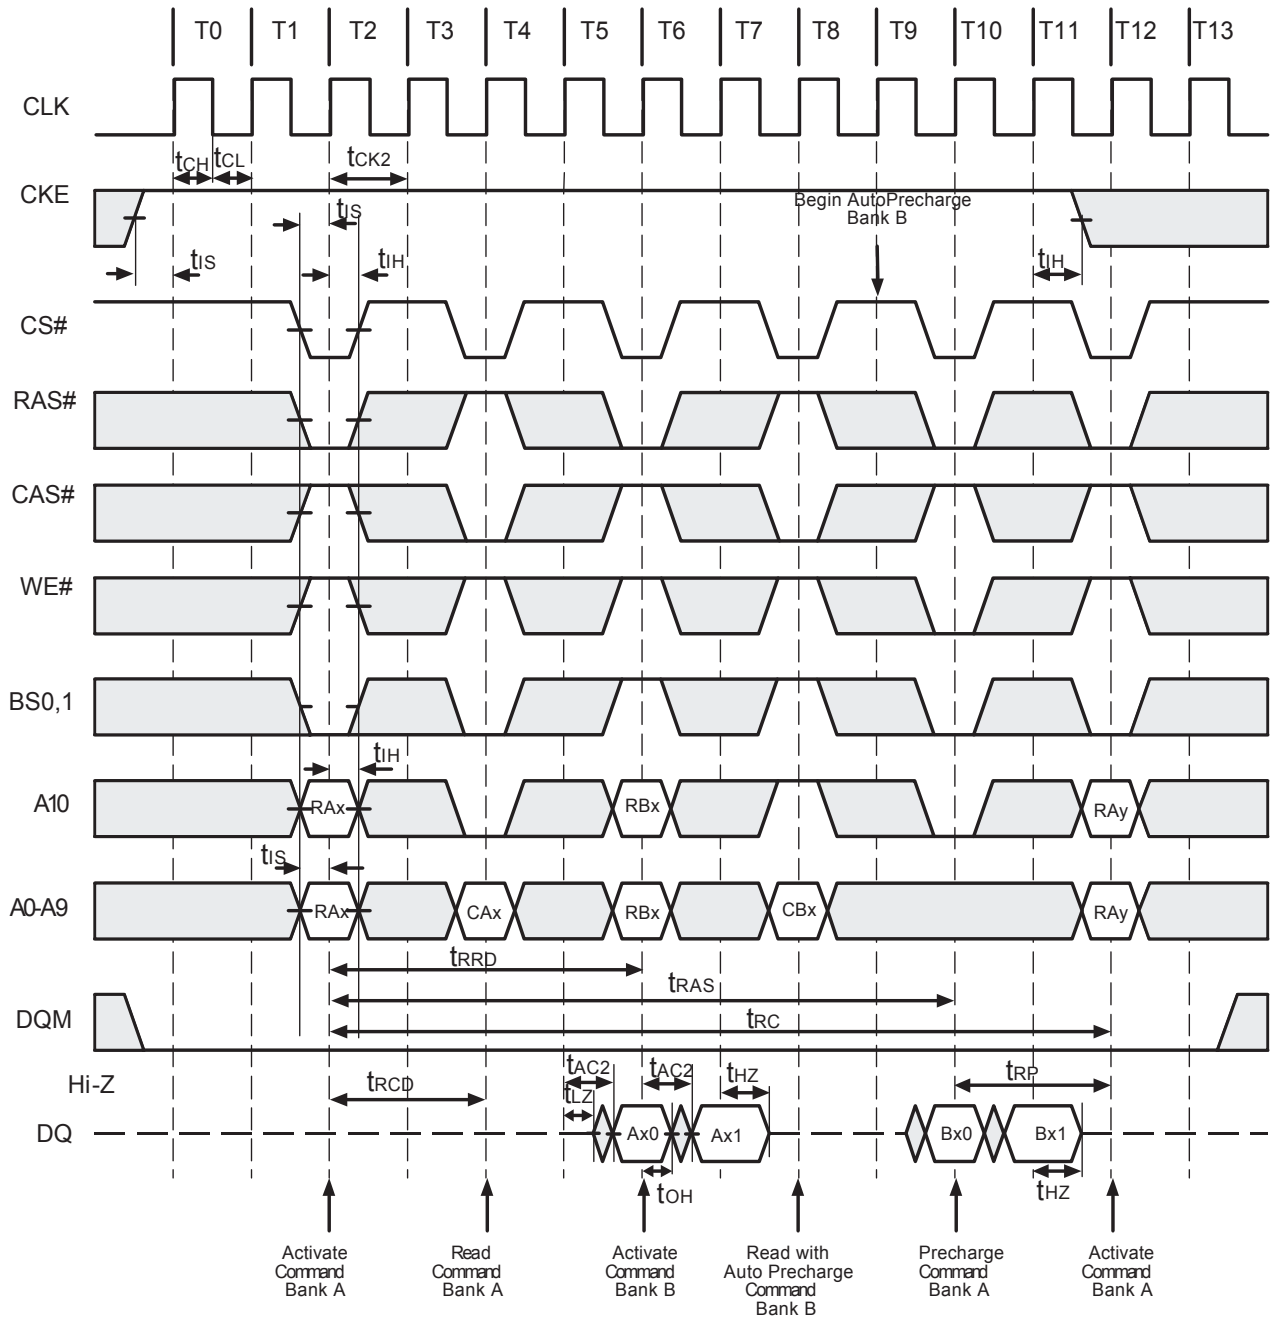 T0 T1 T2 T3 T4 T5 T6 T7 T8 T9 T10 T11 T12 T13
CLK
tCH tCL tCK2
CKE
tIS
Begin AutoPrecharge
Bank B
tIS
tIH
tIH
CS#
RAS#
CAS#
WE#
BS0,1
tIH
A10
RAx RBx RAy
tIS
A0-A9
RAx CAx RBx CBx RAy
tRRD
tRAS
DQM
tRC
Hi-Z
tRCD
tAC2 tAC2 tHZ
tRP
tLZ
DQ
Ax0 Ax1 Bx0 Bx1
tOH
tHZ
Activate
Command
Bank A
Read
Command
Bank A
Activate
Command
Bank B
Read with
Auto Precharge
Command
Bank B
Precharge
Command
Bank A
Activate
Command
Bank A